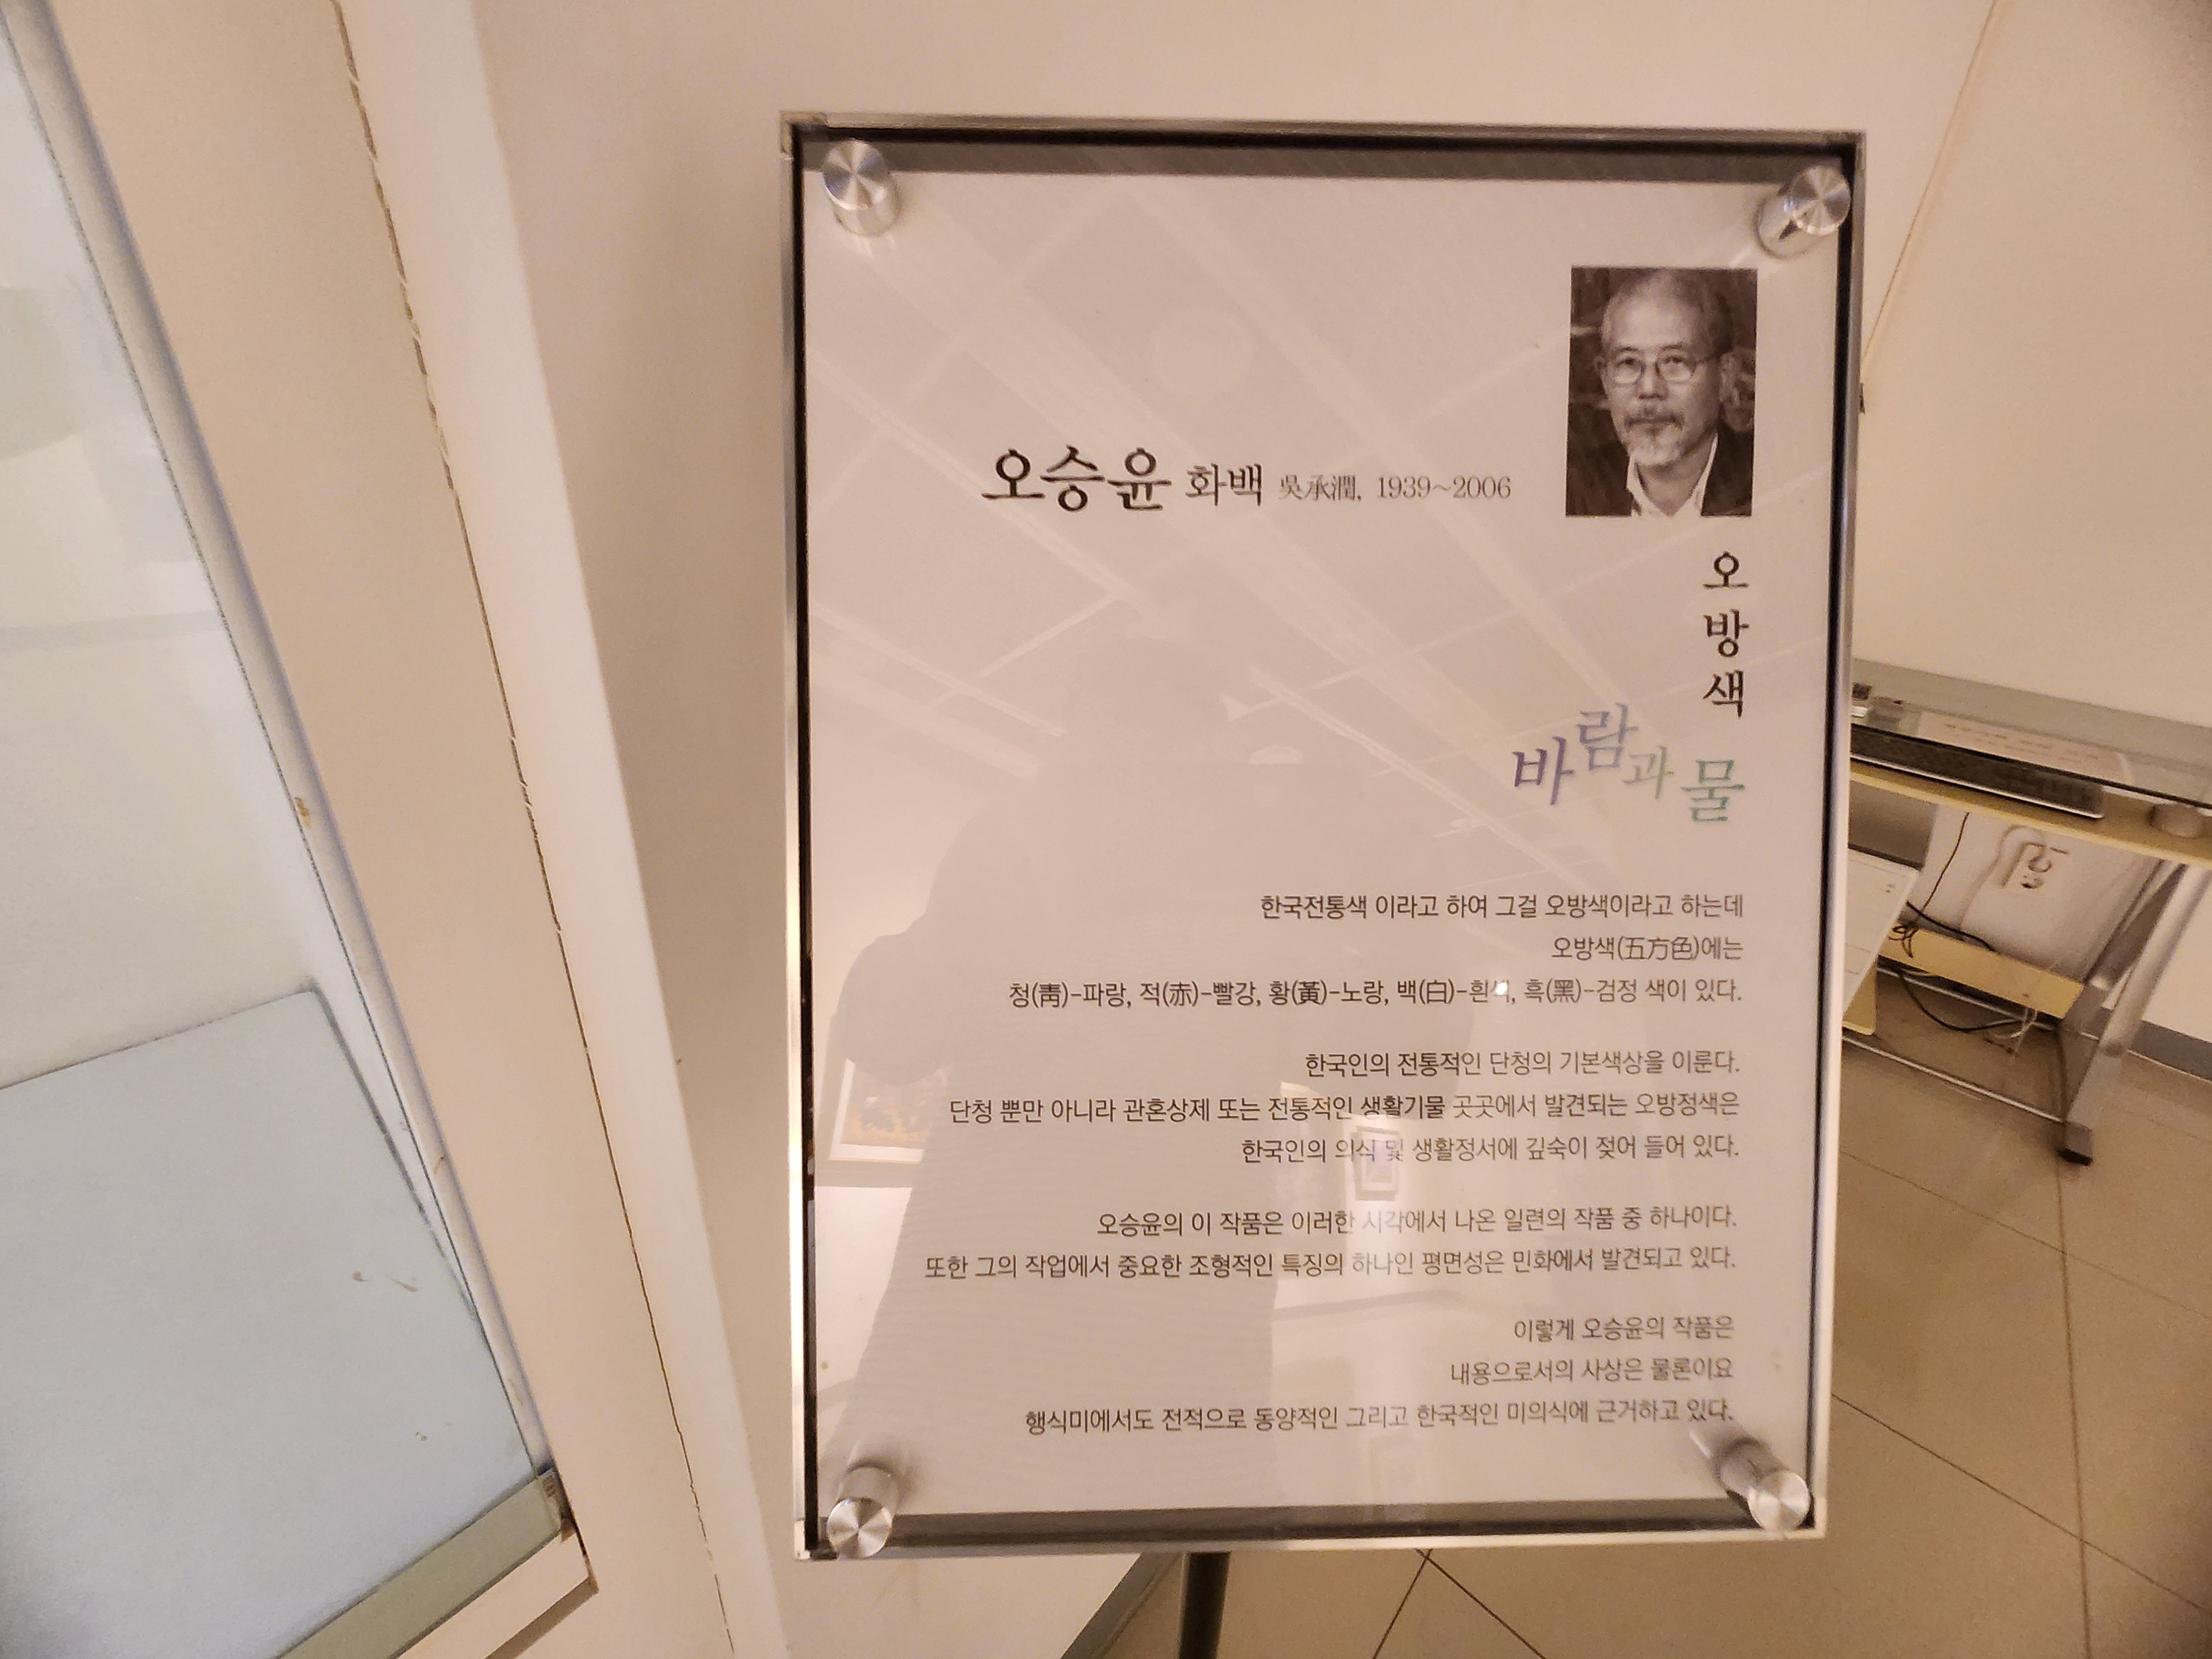 오승윤 화백 吳承潤, 1939~2006
오방색
바람과 물
한국전통색 이라고 하여 그걸 오방색이라고 하는데
오방색(五方色)에는
청(靑)-파랑, 적(赤)-빨강, 황(黃)-노랑, 백(白)-흰색, 흑(黑)-검정 색이 있다.
한국인의 전통적인 단청의 기본색상을 이룬다.
단청 뿐만 아니라 관혼상제 또는 전통적인 생활기물 곳곳에서 발견되는 오방정색은
한국인의 의식 및 생활정서에 깊숙이 젖어 들어 있다.
오승윤의 이 작품은 이러한 시각에서 나온 일련의 작품 중 하나이다.
또한 그의 작업에서 중요한 조형적인 특징의 하나인 평면성은 민화에서 발견되고 있다.
이렇게 오승윤의 작품은
내용으로서의 사상은 물론이요
행식미에서도 전적으로 동양적인 그리고 한국적인 미의식에 근거하고 있다.